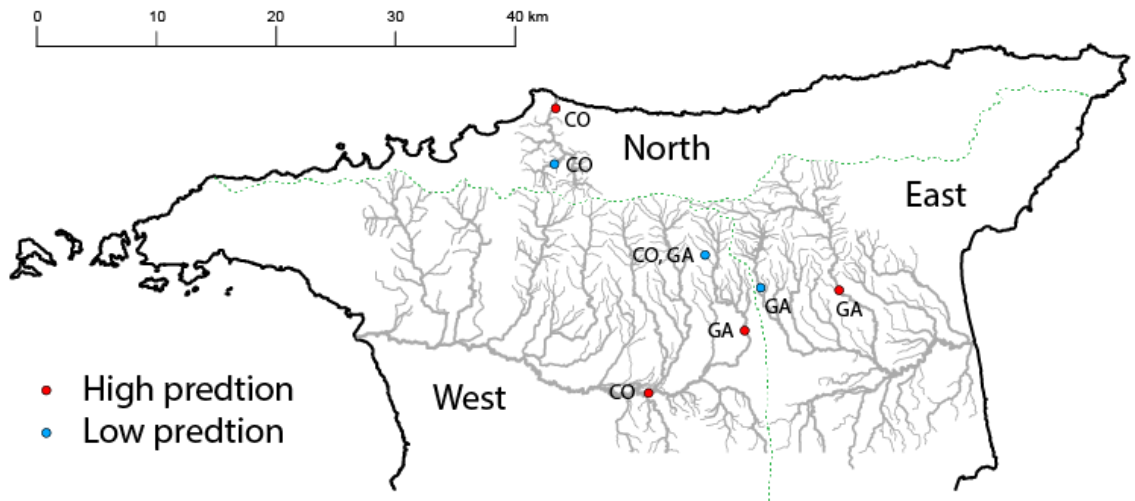 0 10 20 30 40 km
CO
North
CO
East
CO, GA
GA
GA
GA
High predtion
CO
West
Low predtion